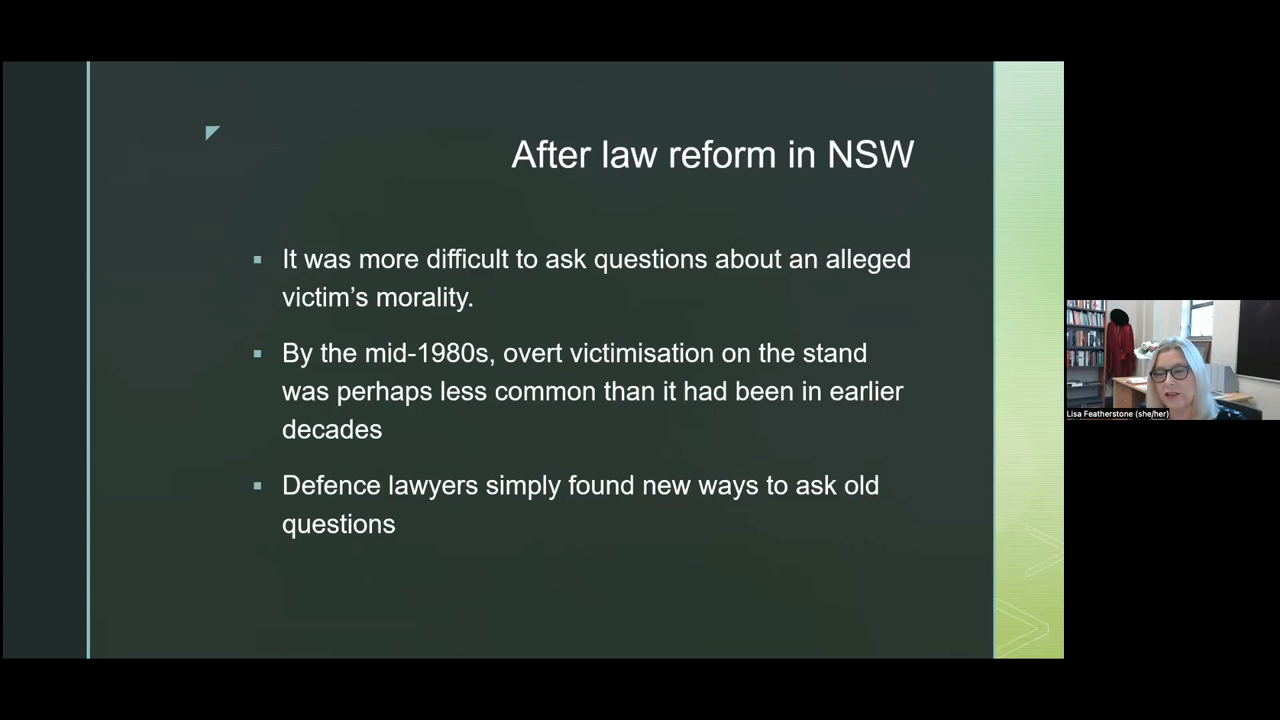 After law reform in NSW
▪ It was more difficult to ask questions about an alleged
victim’s morality.
▪ By the mid-1980s, overt victimisation on the stand
was perhaps less common than it had been in earlier
decades
▪ Defence lawyers simply found new ways to ask old
questions
Lisa Featherstone (she/her)